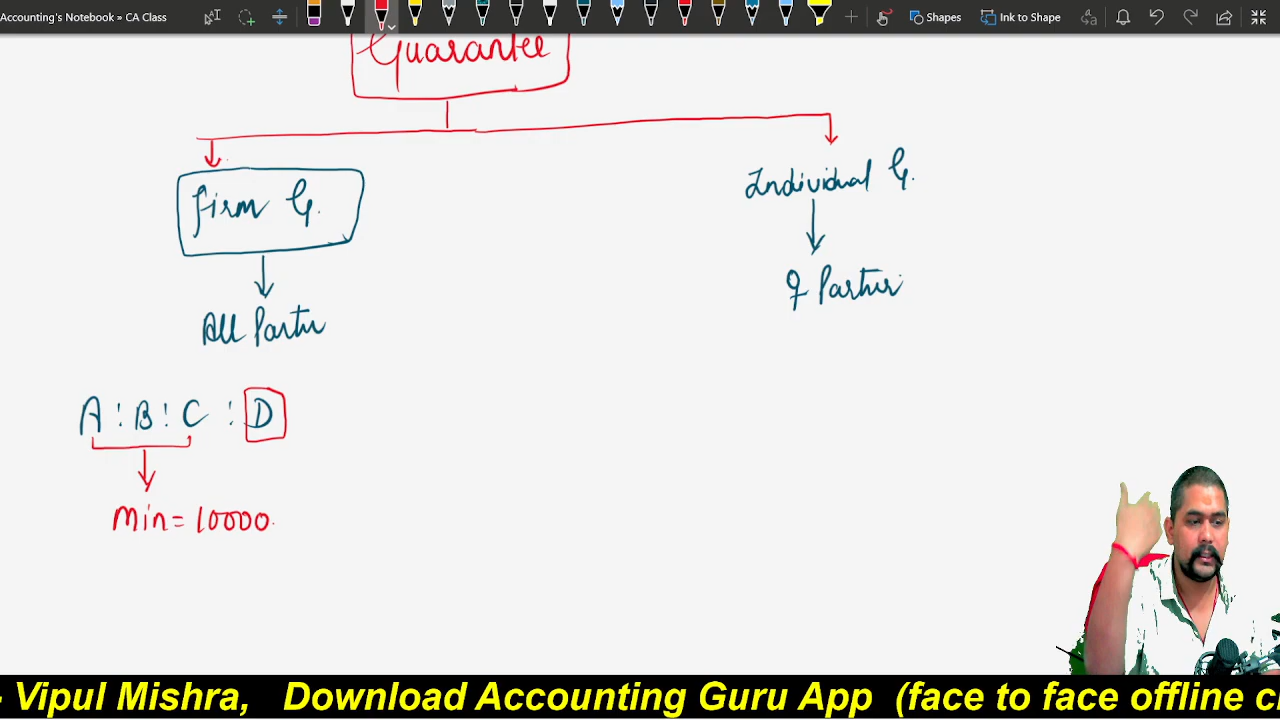 Accounting's Notebook » CA Class
Shapes
Ink to Shape
Guarantee
Firm G.
Individual G.
All Partu
Partner
A : B : C : D
Min = 10000
- Vipul Mishra, Download Accounting Guru App (face to face offline c